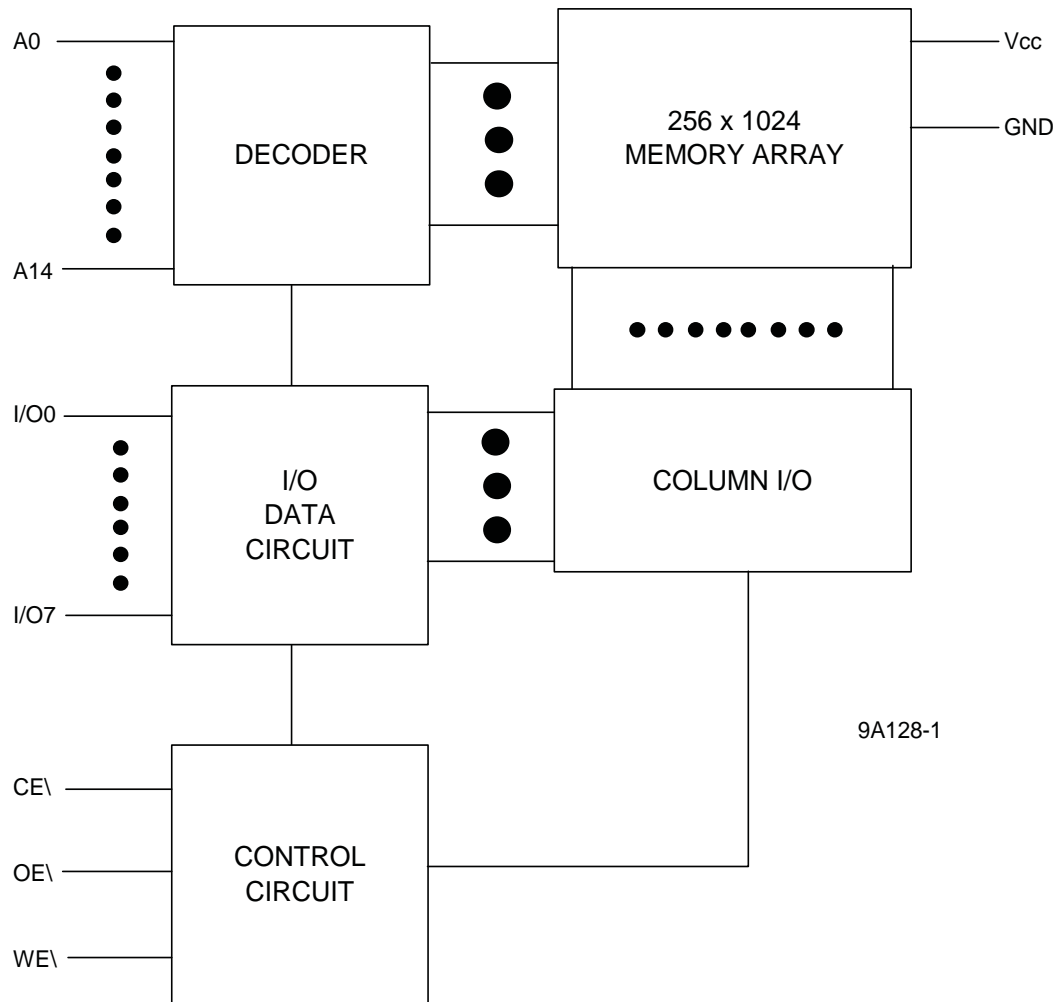 A0
DECODER
A14
256 x 1024
MEMORY ARRAY
Vcc
GND
I/O0
I/O
DATA
CIRCUIT
I/O7
COLUMN I/O
9A128-1
CE\
OE\
WE\
CONTROL
CIRCUIT